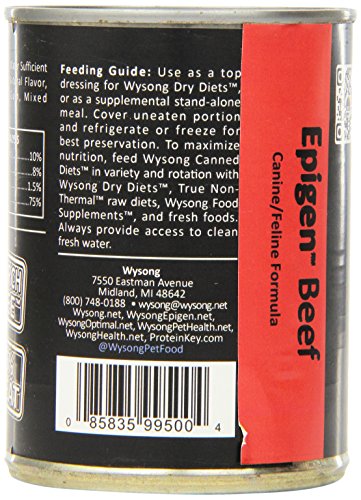 Sufficient
al Flavor,
n, Mixed
10%
8%
1.5%
.75%
Feeding Guide: Use as a top
dressing for Wysong Dry Diets™,
or as a supplemental stand-alone
meal. Cover uneaten portion
and refrigerate or freeze for
best preservation. To maximize
nutrition, feed Wysong Canned
Diets™ in variety and rotation with
Wysong Dry Diets™, True Non-
Thermal™ raw diets, Wysong Food
Supplements™, and fresh foods.
Always provide access to clean
fresh water.
Wysong
7550 Eastman Avenue
Midland, MI 48642
(800) 748-0188 • wysong@wysong.net
Wysong.net, WysongEpigen.net,
WysongOptimal.net, WysongPetHealth.net,
WysongHealth.net, ProteinKey.com
@WysongPetFood
0 85835 99500 4
Epigen™ Beef
Canine/Feline Formula